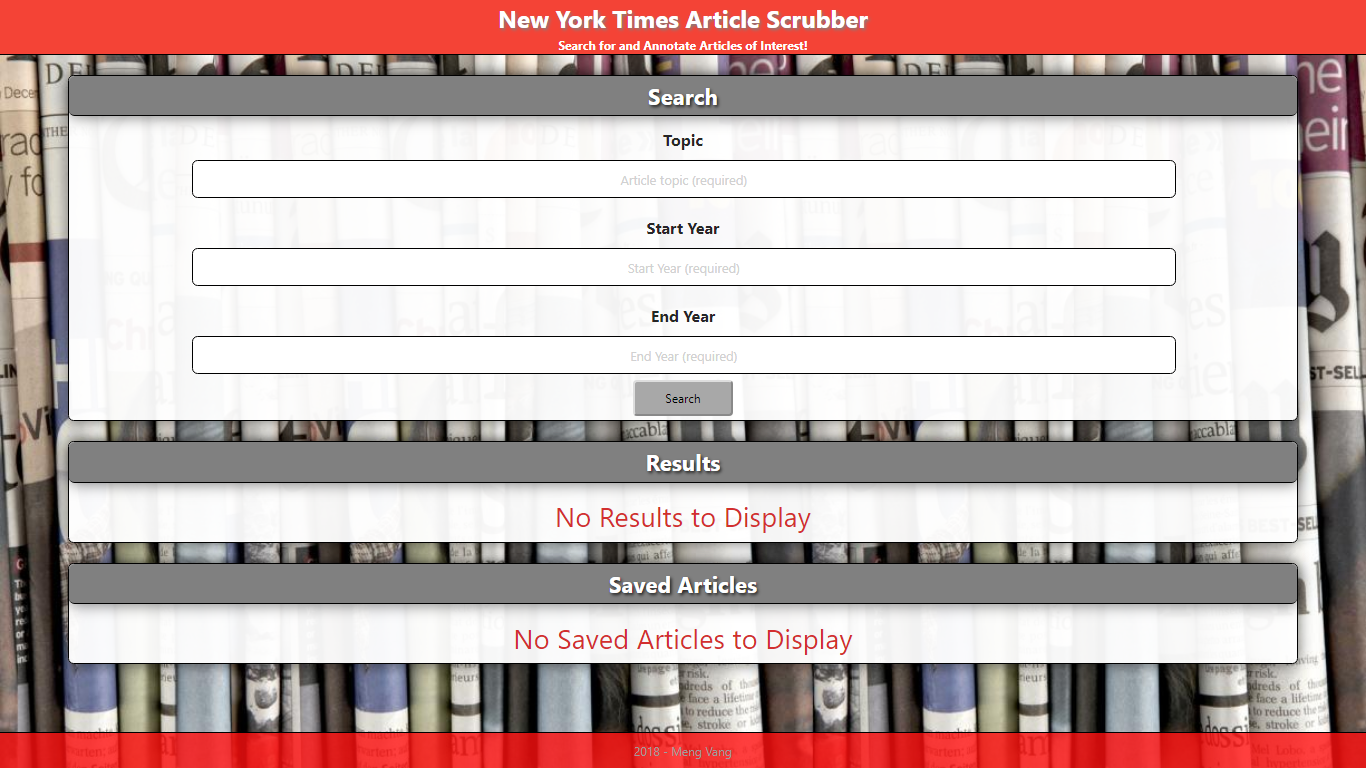 New York Times Article Scrubber
Search for and Annotate Articles of Interest!
Search
Topic
Article topic (required)
Start Year
Start Year (required)
End Year
End Year (required)
Search
Results
No Results to Display
Saved Articles
No Saved Articles to Display
2018 - Meng Vang